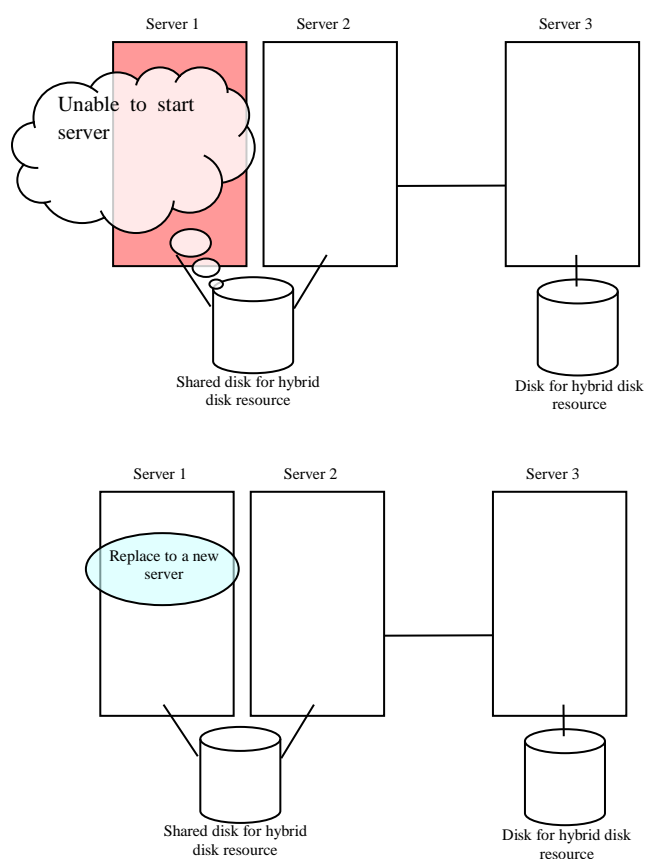 Server 1
Server 2
Server 3
Unable to start
server
Shared disk for hybrid
disk resource
Disk for hybrid disk
resource
Server 1
Server 2
Server 3
Replace to a new
server
Shared disk for hybrid
disk resource
Disk for hybrid disk
resource